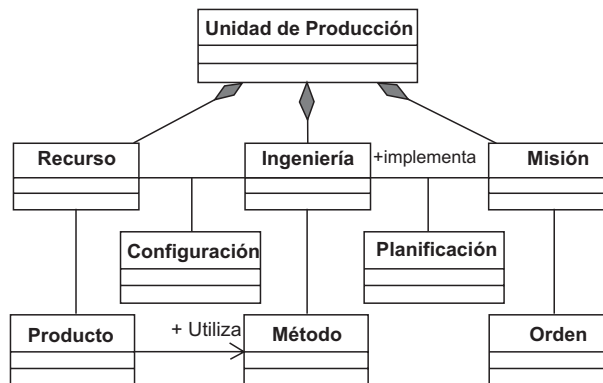 Unidad de Producción
Recurso
Ingeniería
+implementa
Misión
Configuración
Planificación
Producto
+ Utiliza
Método
Orden